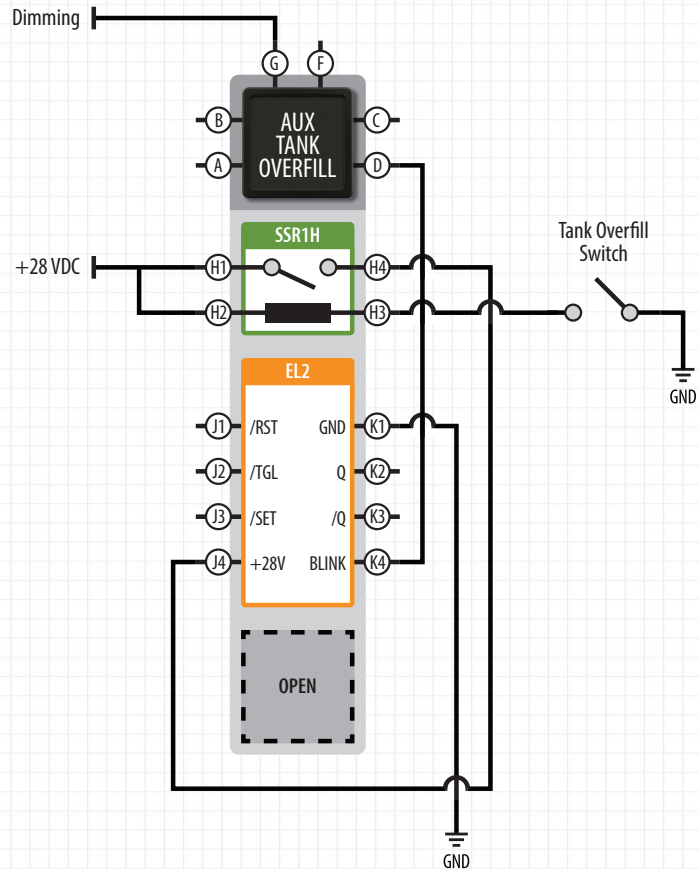 Dimming
G
F
B
AUX
TANK
OVERFILL
C
A
D
SSR1H
Tank Overfill
Switch
+28 VDC
H1
H4
H2
H3
GND
EL2
J1
/RST
GND
K1
J2
/TGL
Q
K2
J3
/SET
/Q
K3
J4
+28V
BLINK
K4
OPEN
GND